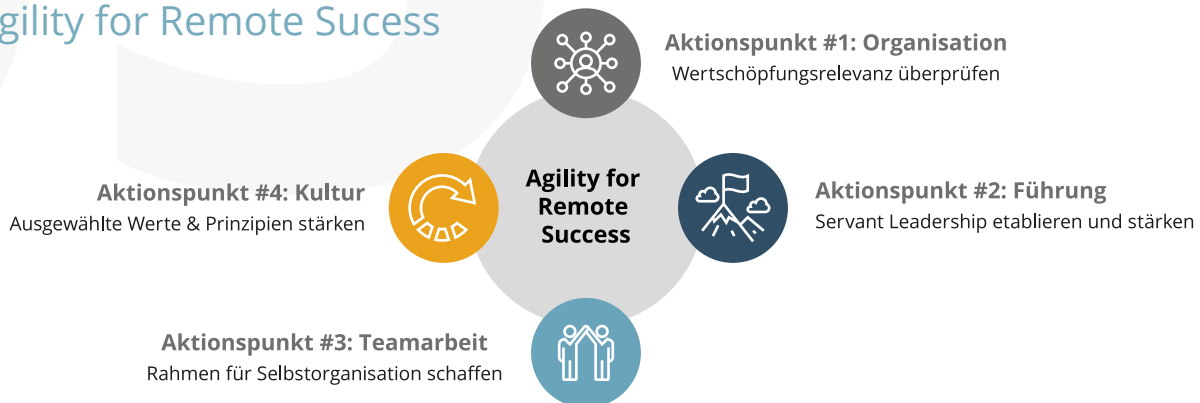 gility for Remote Sucess
Aktionspunkt #1: Organisation
Wertschöpfungsrelevanz überprüfen
Agility for
Remote
Success
Aktionspunkt #4: Kultur
Ausgewählte Werte & Prinzipien stärken
Aktionspunkt #2: Führung
Servant Leadership etablieren und stärken
Aktionspunkt #3: Teamarbeit
Rahmen für Selbstorganisation schaffen